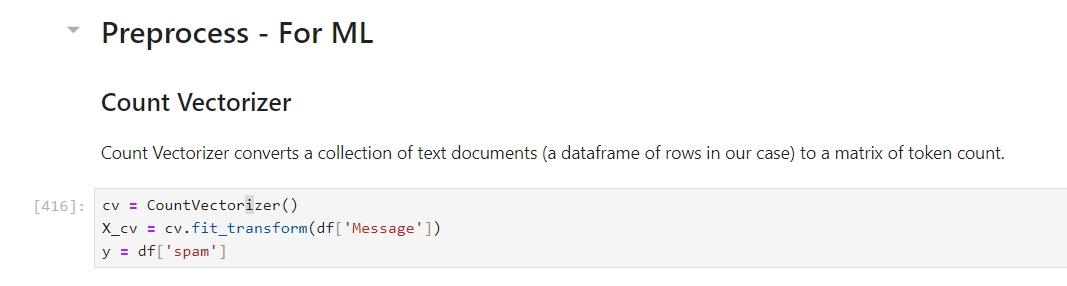 Preprocess - For ML
Count Vectorizer
Count Vectorizer converts a collection of text documents (a dataframe of rows in our case) to a matrix of token count.
[416]: cv = CountVectorizer()
X_cv = cv.fit_transform(df['Message'])
y = df['spam']